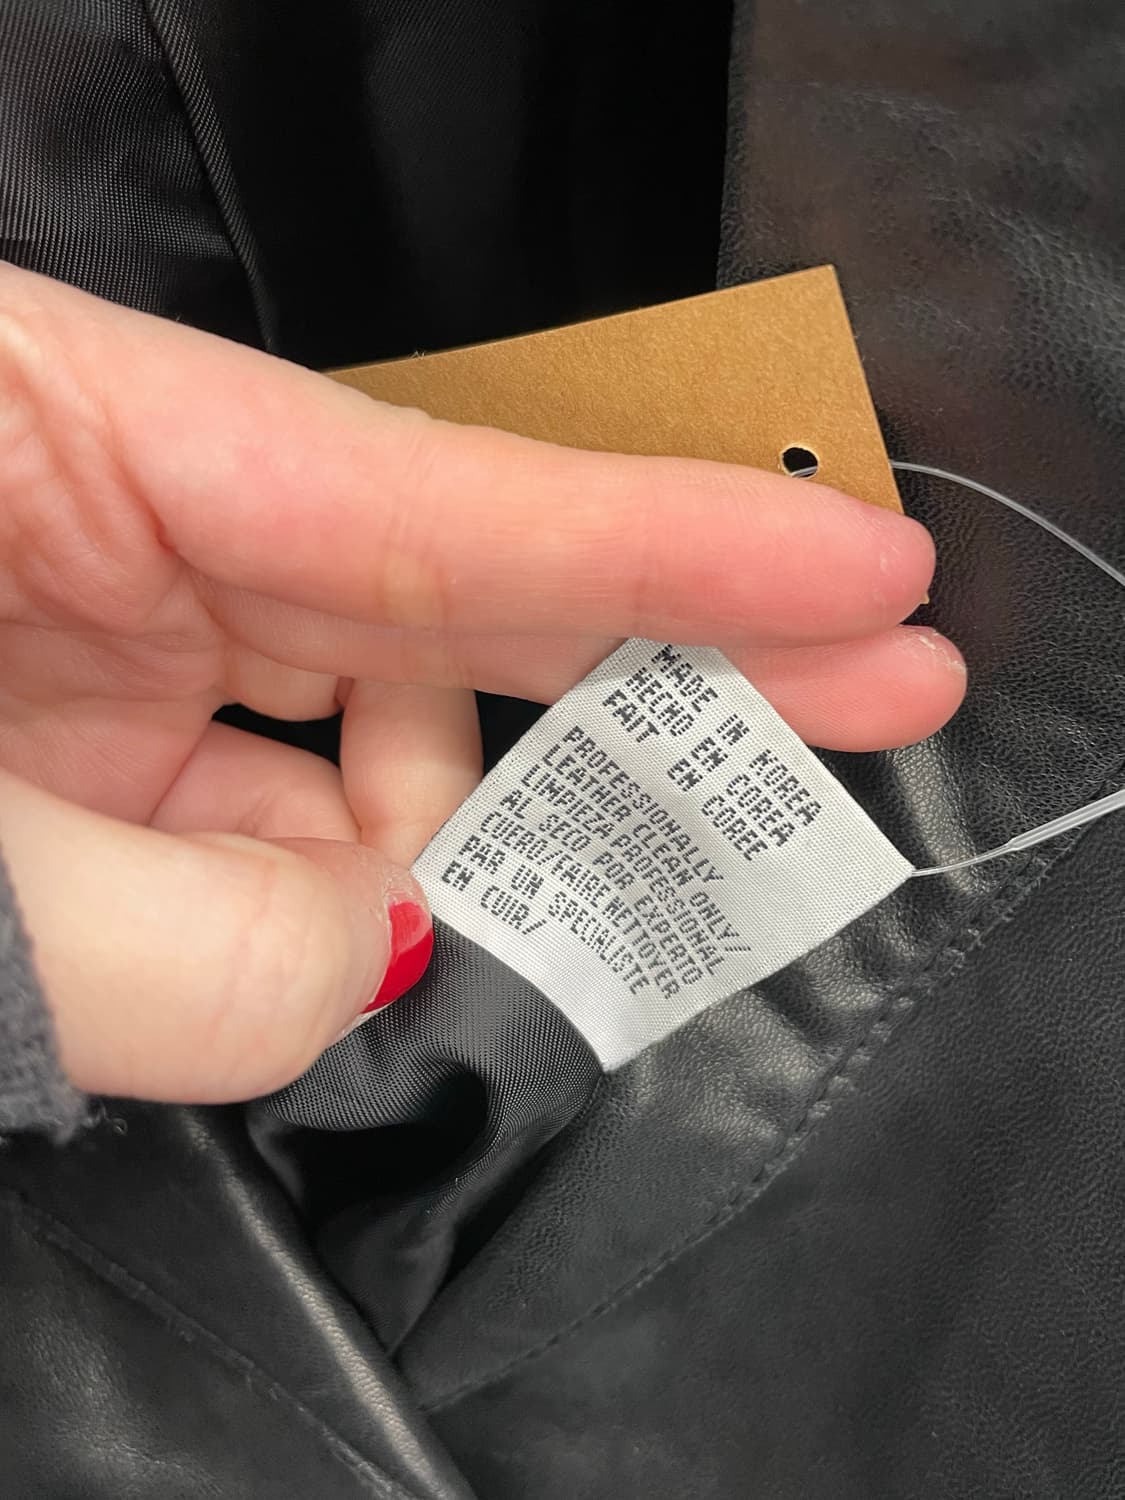 MADE IN KOREA
HECHO EN COREA
FAIT EN COREE
PROFESSIONALLY
LEATHER CLEAN ONLY/
LIMPIEZA PROFESIONAL
AL SECO POR EXPERTO
CUERO/FAIRE NETTOYER
PAR UN SPECIALISTE
EN CUIR/